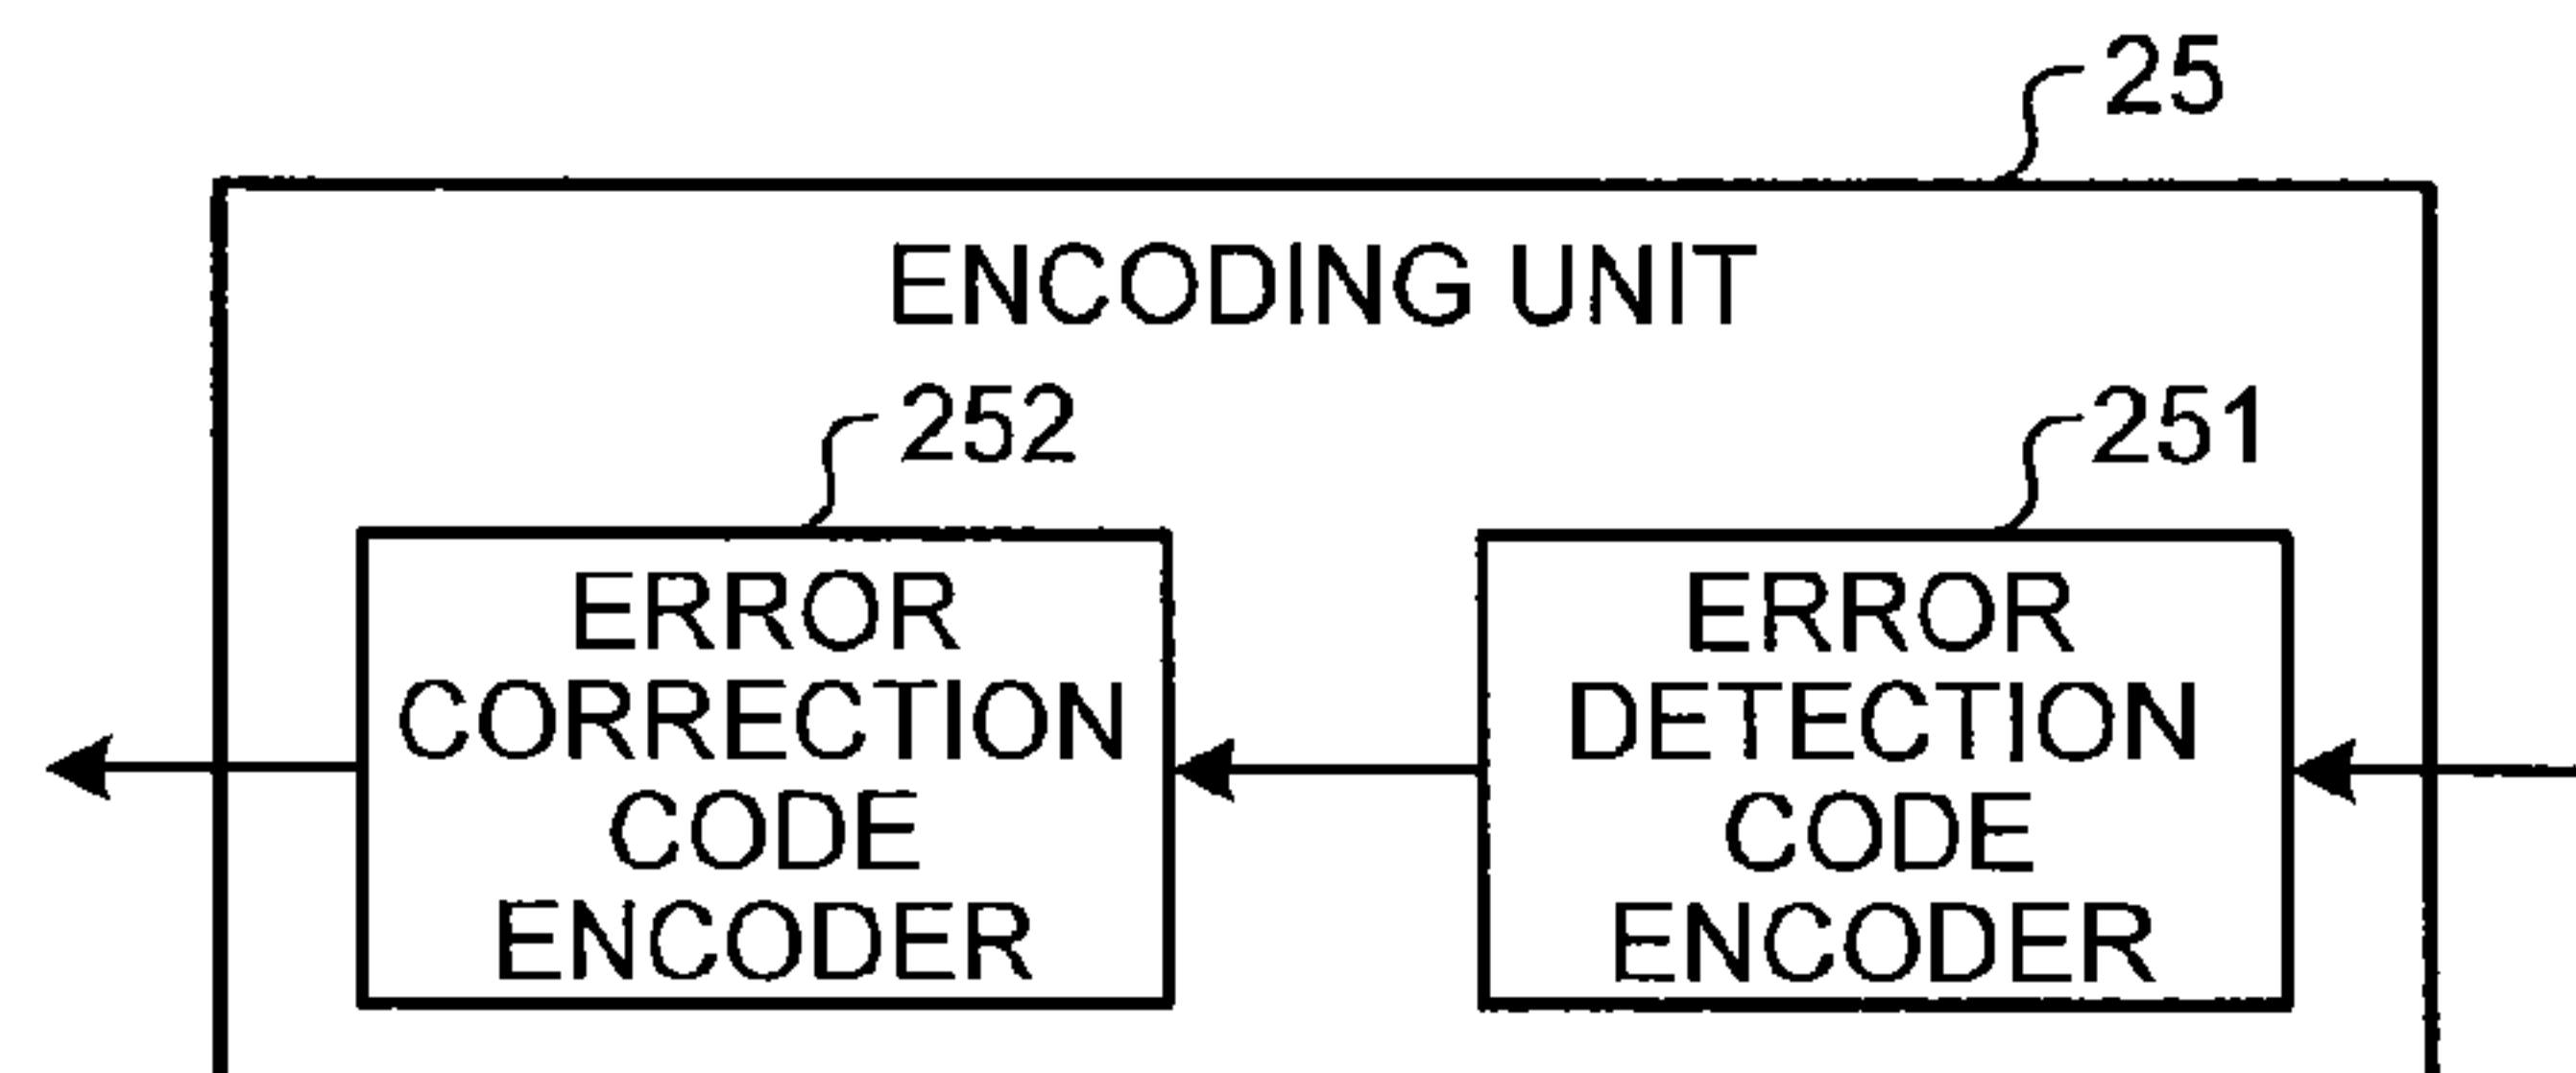 25
ENCODING UNIT
252
251
ERROR
CORRECTION
CODE
ENCODER
ERROR
DETECTION
CODE
ENCODER